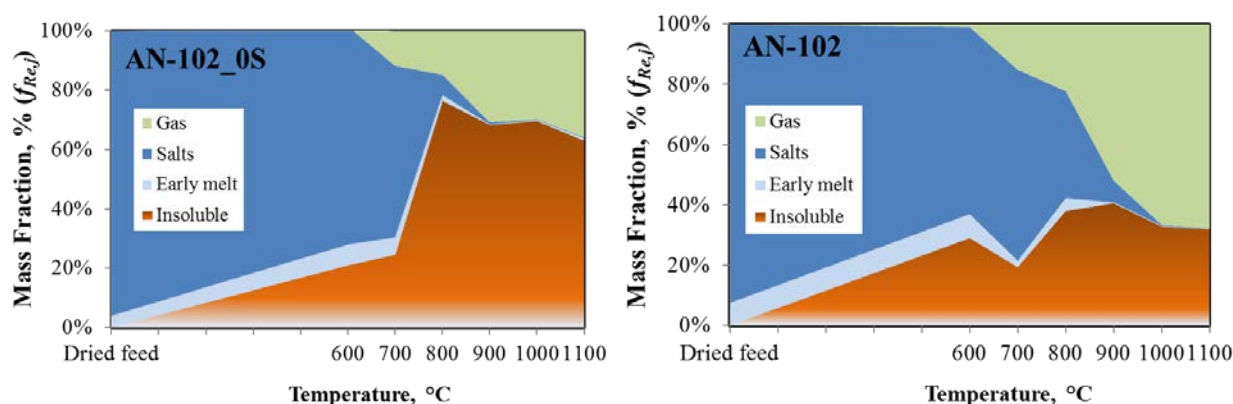 Mass Fraction, % (fRe,j)
100%
80%
60%
40%
20%
0%
AN-102_0S
Gas
Salts
Early melt
Insoluble
Dried feed
600
700
800
900
1000
1100
Temperature, °C
Mass Fraction, % (fRe,j)
100%
80%
60%
40%
20%
0%
AN-102
Gas
Salts
Early melt
Insoluble
Dried feed
600
700
800
900
1000
1100
Temperature, °C